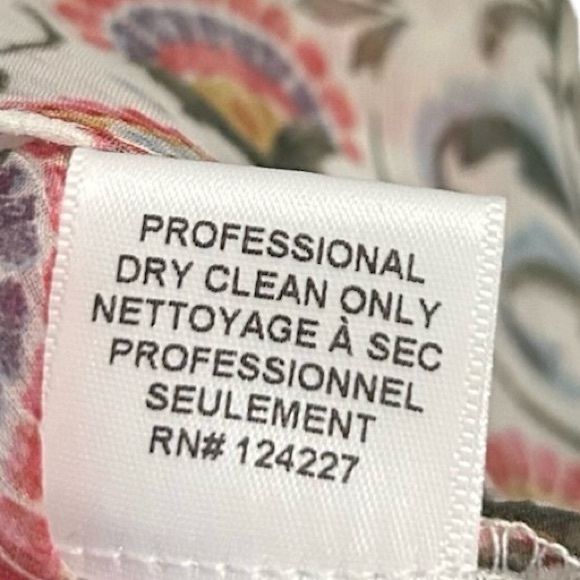 PROFESSIONAL
DRY CLEAN ONLY
NETTOYAGE À SEC
PROFESSIONNEL
SEULEMENT
RN# 124227